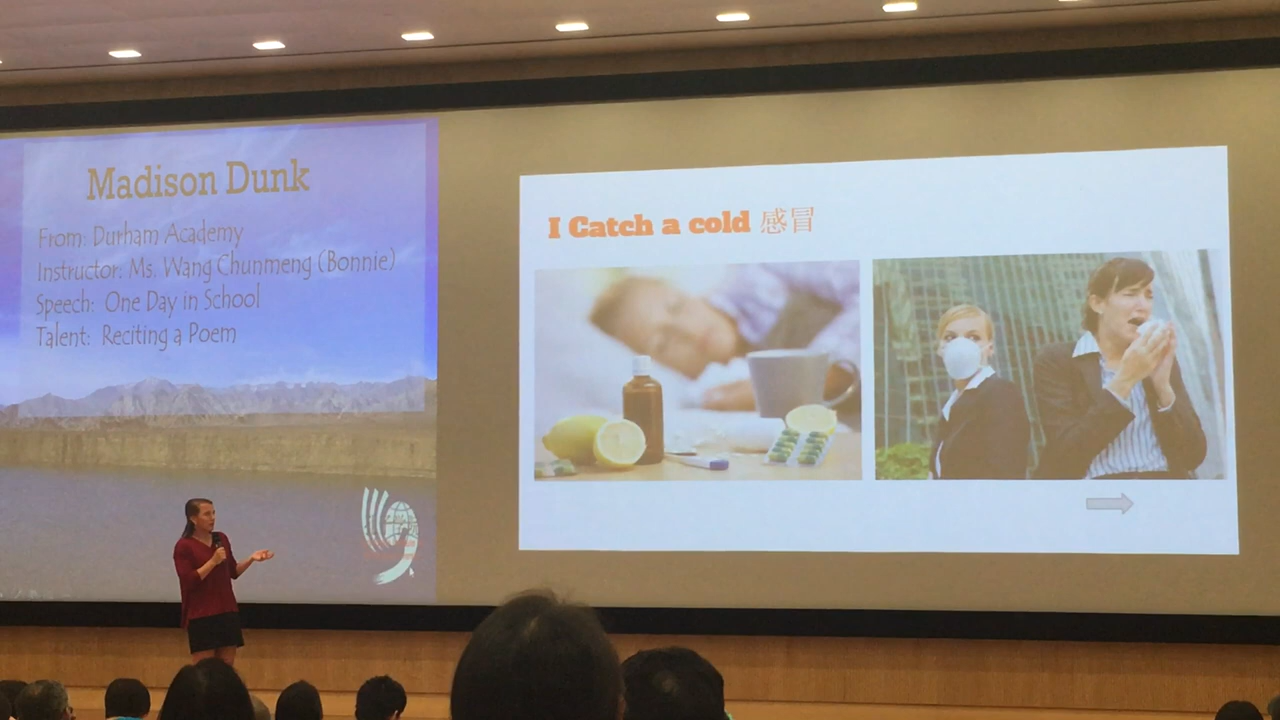 Madison Dunk
From: Durham Academy
Instructor: Ms. Wang Chunmeng (Bonnie)
Speech: One Day in School
Talent: Reciting a Poem
I Catch a cold 感冒